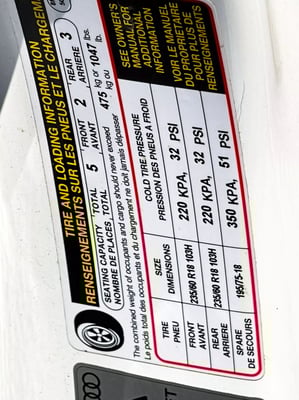 TIRE AND LOADING INFORMATION
RENSEIGNEMENTS SUR LES PNEUS ET LE CHARGEM
SEATING CAPACITY TOTAL 5 FRONT 2 REAR 3
NOMBRE DE PLACES TOTAL AVANT ARRIÈRE
The combined weight of occupants and cargo should never exceed 475 kg or 1047 lbs.
Le poids total des occupants et du chargement ne doit jamais dépasser kg ou
TIRE SIZE COLD TIRE PRESSURE
PNEU DIMENSIONS PRESSION DES PNEUS A FROID
FRONT 235/60 R18 103H 220 KPA, 32 PSI
AVANT
REAR 235/60 R18 103H 220 KPA, 32 PSI
ARRIERE
SPARE 195/75-18 350 KPA, 51 PSI
DE SECOURS
SEE OWNER'S
MANUAL FOR
ADDITIONAL
INFORMATION
VOIR LE MANUEL
DU PROPRIETAIRE
POUR PLUS DE
RENSEIGNEMENTS